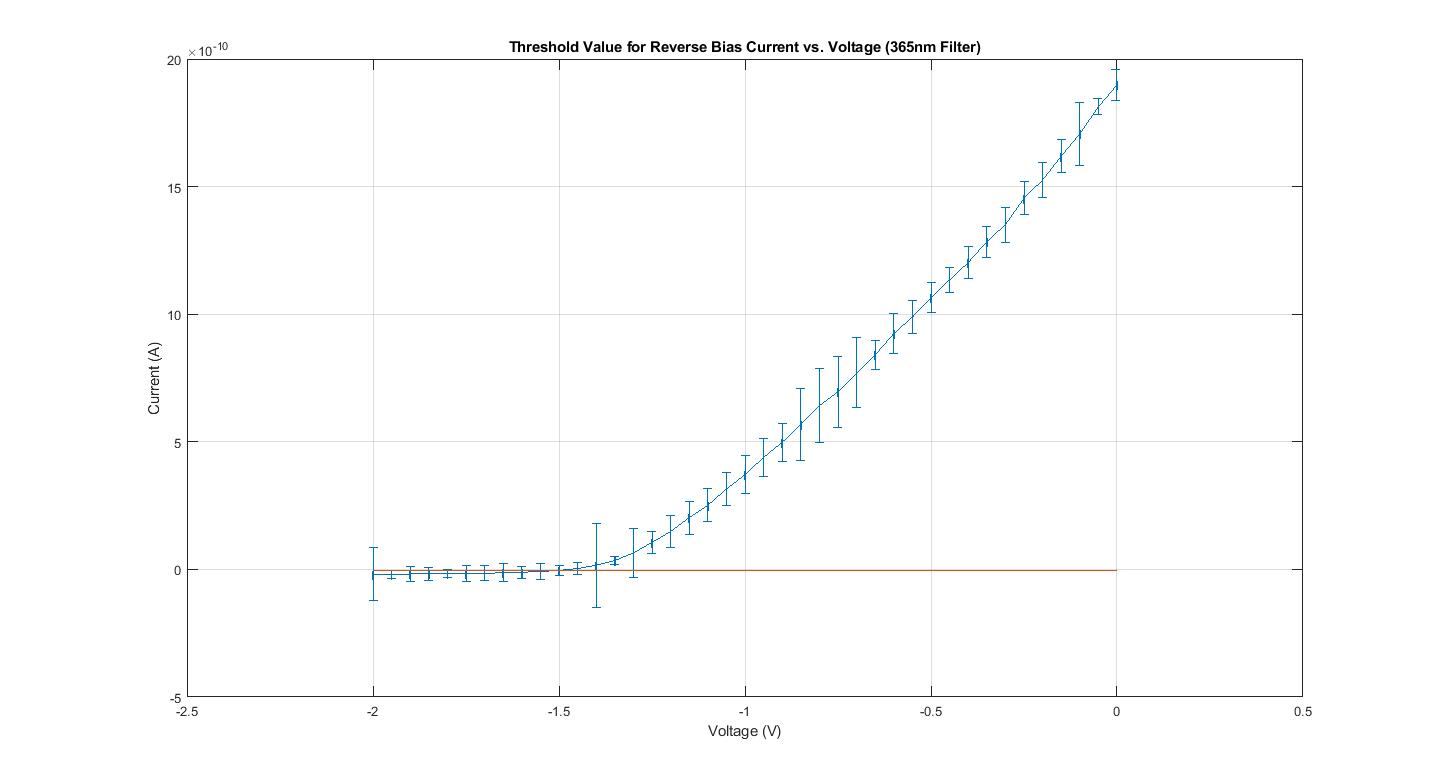 Threshold Value for Reverse Bias Current vs. Voltage (365nm Filter)
×10⁻¹⁰
20
15
10
5
0
-5
Current (A)
-2.5 -2 -1.5 -1 -0.5 0 0.5
Voltage (V)